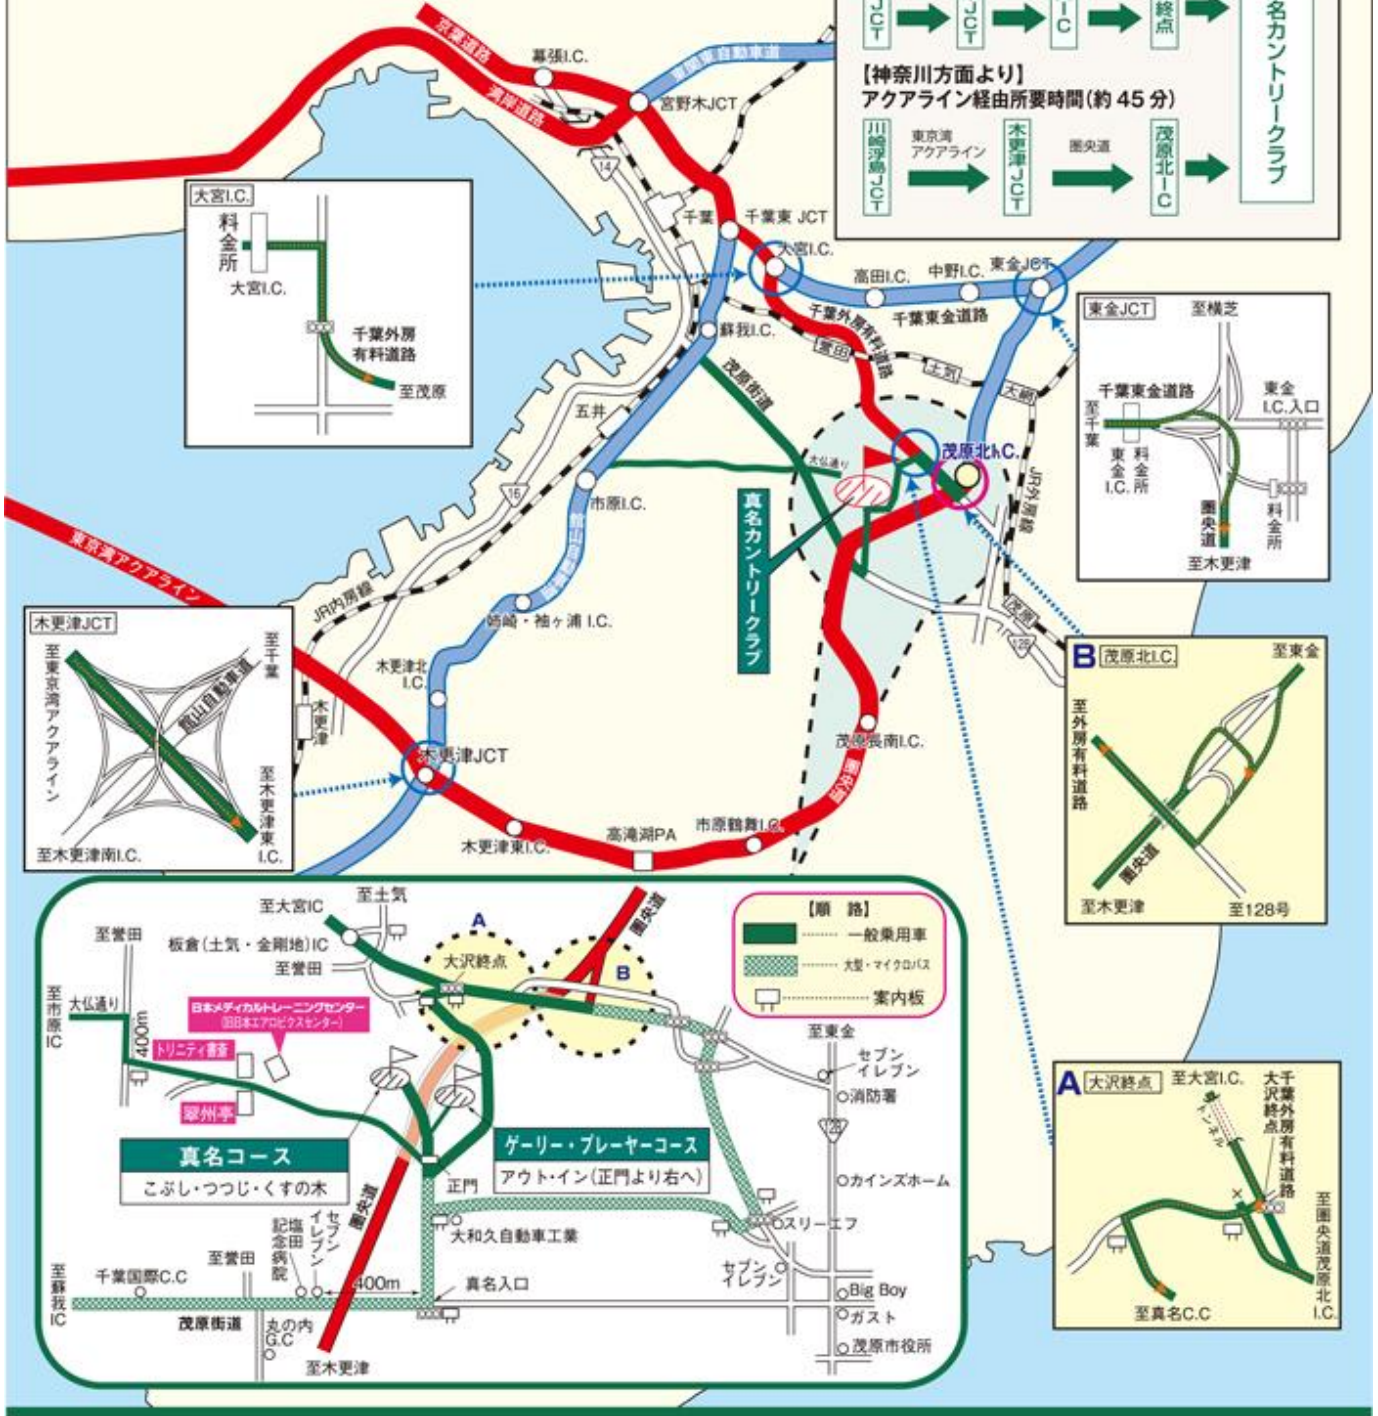 JCT
JCT
IC
終点
名カントリークラブ
【神奈川方面より】
アクアライン経由所要時間(約45分)
川崎浮島JCT
東京湾
アクアライン
木更津JCT
圏央道
茂原北IC
京葉道路
湾岸道路
幕張I.C.
東関東自動車道
宮野木JCT
14
千葉
千葉東 JCT
大宮I.C.
高田I.C.
中野I.C.
東金JCT
千葉東金道路
千葉外房有料道路
蘇我I.C.
誉田
土気
大網
茂原街道
五井
大仏通り
茂原北I.C.
JR外房線
16
市原I.C.
真名カントリークラブ
東京湾アクアライン
JR内房線
姉崎・袖ヶ浦 I.C.
茂原
128
木更津北
I.C.
木更津
木更津JCT
茂原長南I.C.
圏央道
木更津東I.C.
高滝湖PA
市原鶴舞I.C.
大宮I.C.
料金所
大宮I.C.
千葉外房
有料道路
至茂原
東金JCT
至横芝
千葉東金道路
東金
I.C.入口
至千葉
東金I.C.
料金所
圏央道
料金所
至木更津
木更津JCT
至千葉
至東京湾アクアライン
館山自動車道
至木更津東I.C.
至木更津南I.C.
B
茂原北I.C.
至東金
至外房有料道路
圏央道
至木更津
至128号
A
大沢終点
至大宮I.C.
トンネル
千葉外房有料道路
大沢終点
至圏央道茂原北I.C.
至真名C.C
至土気
至大宮IC
板倉(土気・金剛地)IC
至誉田
至誉田
A
大沢終点
B
圏央道
【順 路】
一般乗用車
大型・マイクロバス
案内板
至市原IC
大仏通り
400m
日本メディカルトレーニングセンター
(旧日本エアロビクスセンター)
トリニティ書斎
翠州亭
至東金
セブン
イレブン
消防署
128
真名コース
こぶし・つつじ・くすの木
ゲーリー・プレーヤーコース
アウト・イン(正門より右へ)
正門
カインズホーム
圏央道
大和久自動車工業
スリーエフ
セブン
イレブン
塩田
記念病院
セブン
イレブン
至誉田
千葉国際C.C
400m
真名入口
至蘇我IC
茂原街道
丸の内
G.C
Big Boy
ガスト
茂原市役所
至木更津